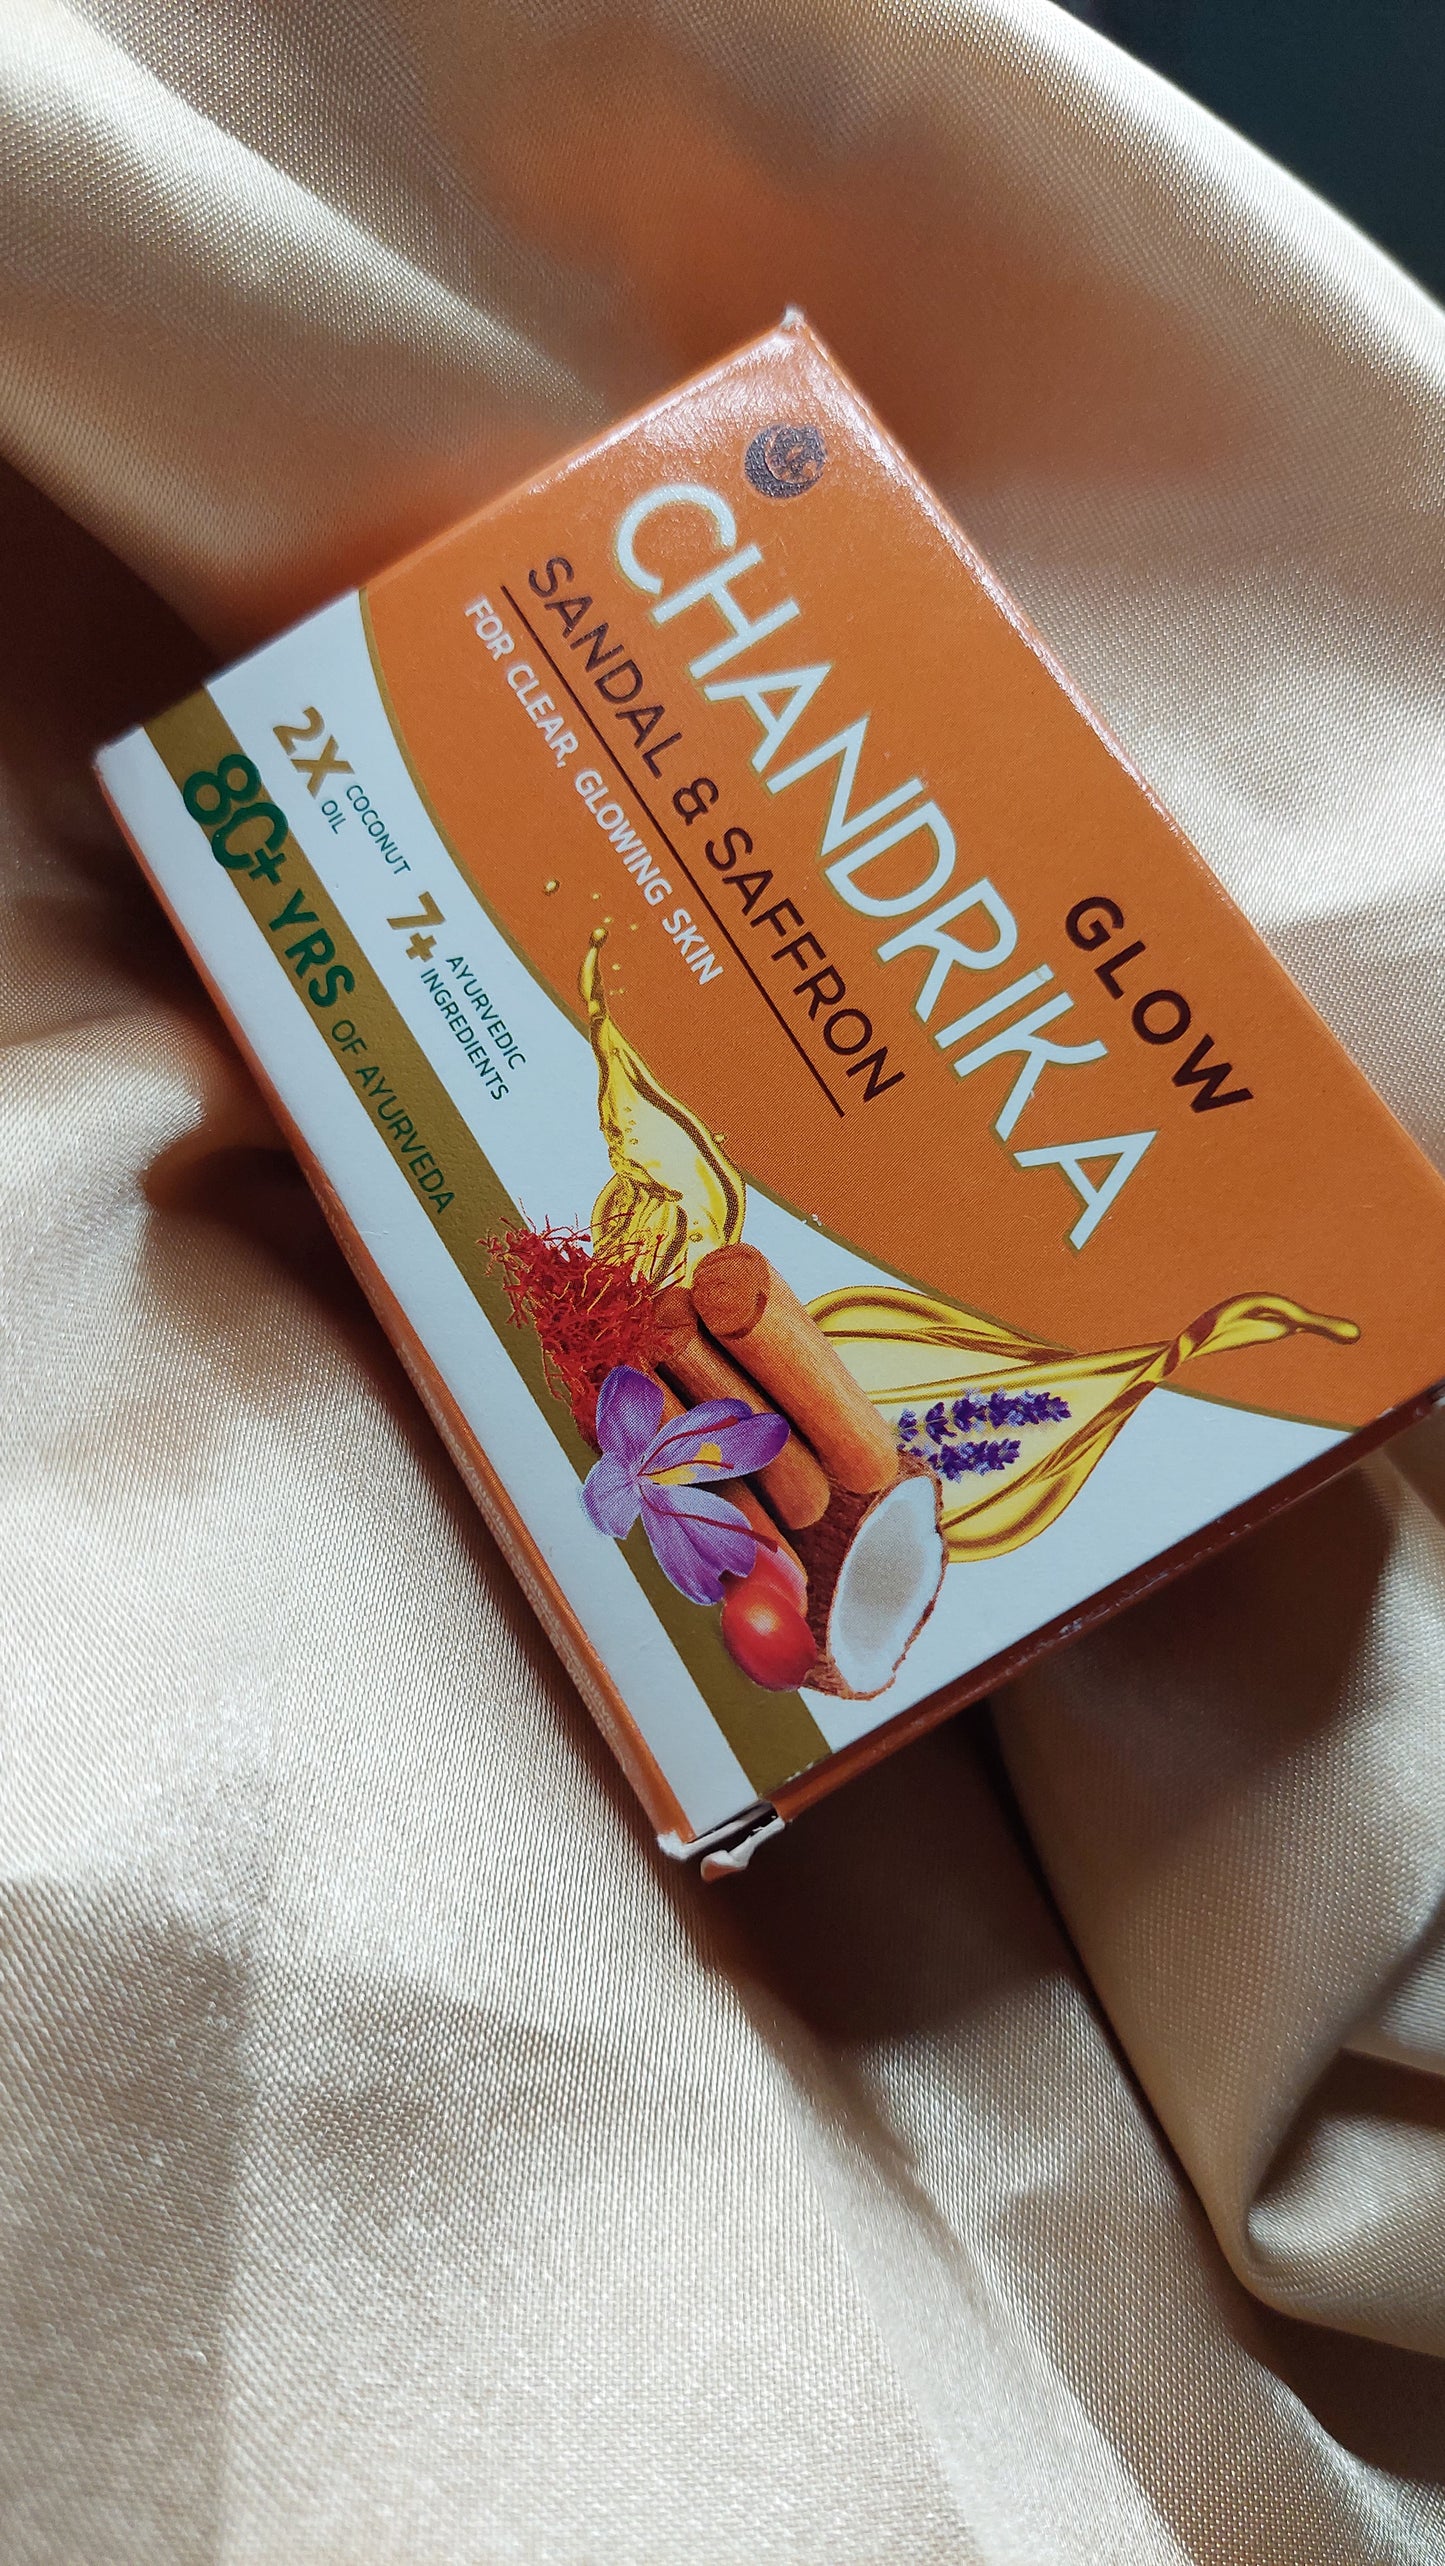 CHANDRIKA
GLOW
SANDAL & SAFFRON
FOR CLEAR, GLOWING SKIN
2X COCONUT
OIL
7+ AYURVEDIC
INGREDIENTS
80+ YRS OF AYURVEDA